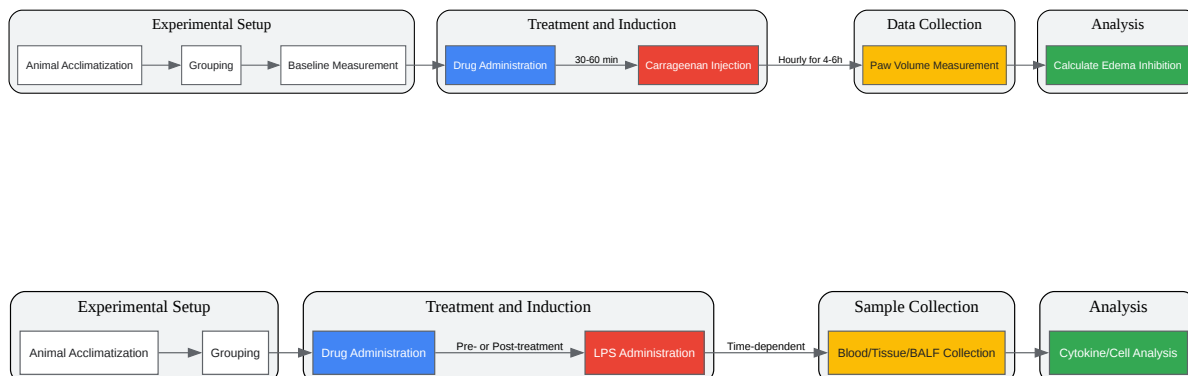 Experimental Setup
Treatment and Induction
Data Collection
Analysis
Animal Acclimatization
Grouping
Baseline Measurement
Drug Administration
30-60 min
Carrageenan Injection
Hourly for 4-6h
Paw Volume Measurement
Calculate Edema Inhibition
Experimental Setup
Treatment and Induction
Sample Collection
Analysis
Animal Acclimatization
Grouping
Drug Administration
Pre- or Post-treatment
LPS Administration
Time-dependent
Blood/Tissue/BALF Collection
Cytokine/Cell Analysis